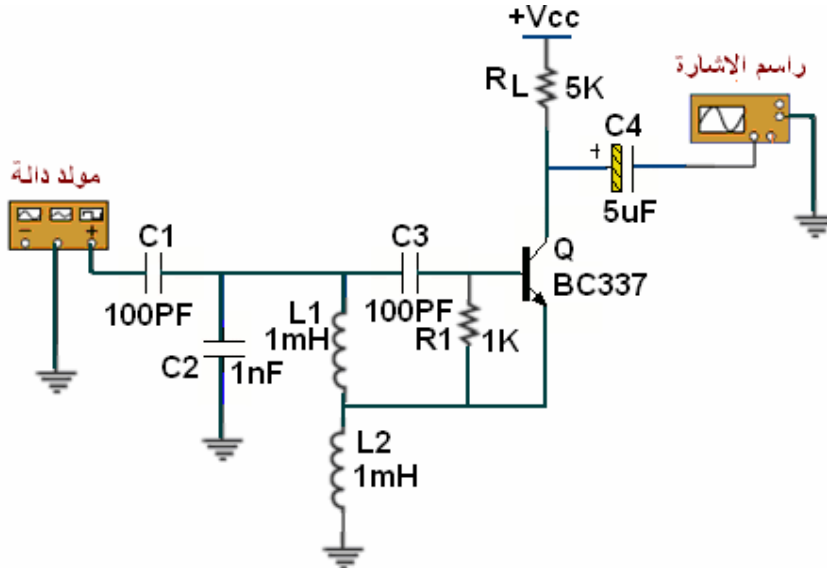 +Vcc
راسم الإشارة
RL 5K
C4
+
5uF
مولد دالة
- +
C1
100PF
C3
100PF
Q
BC337
L1
1mH
R1 1K
C2 1nF
L2
1mH